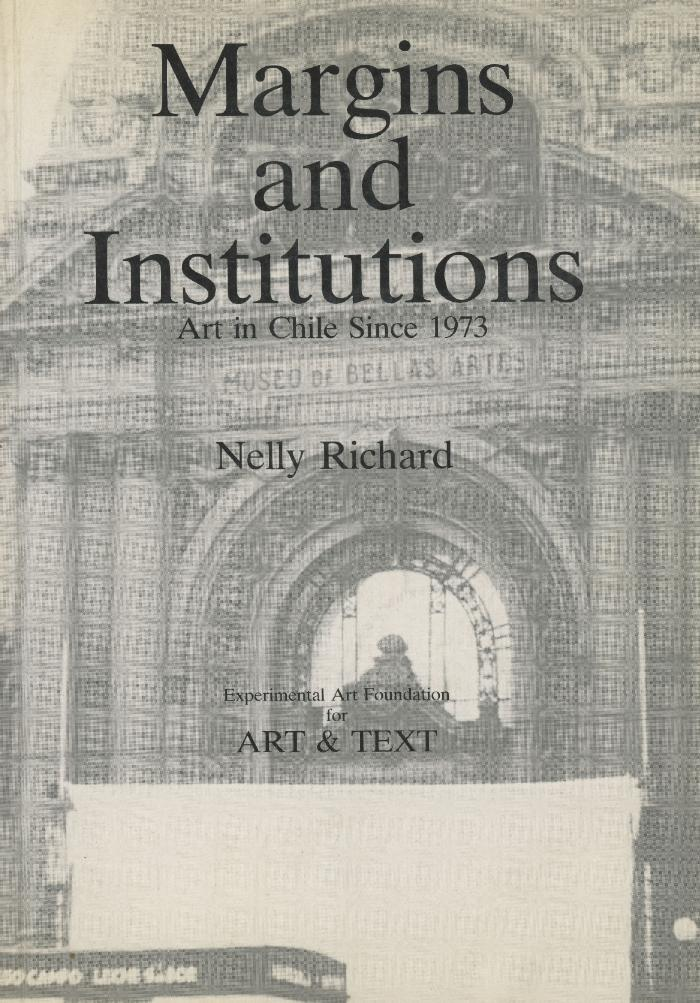 Margins
and
Institutions
Art in Chile Since 1973
MUSEO DE BELLAS ARTES
Nelly Richard
Experimental Art Foundation
for
ART & TEXT